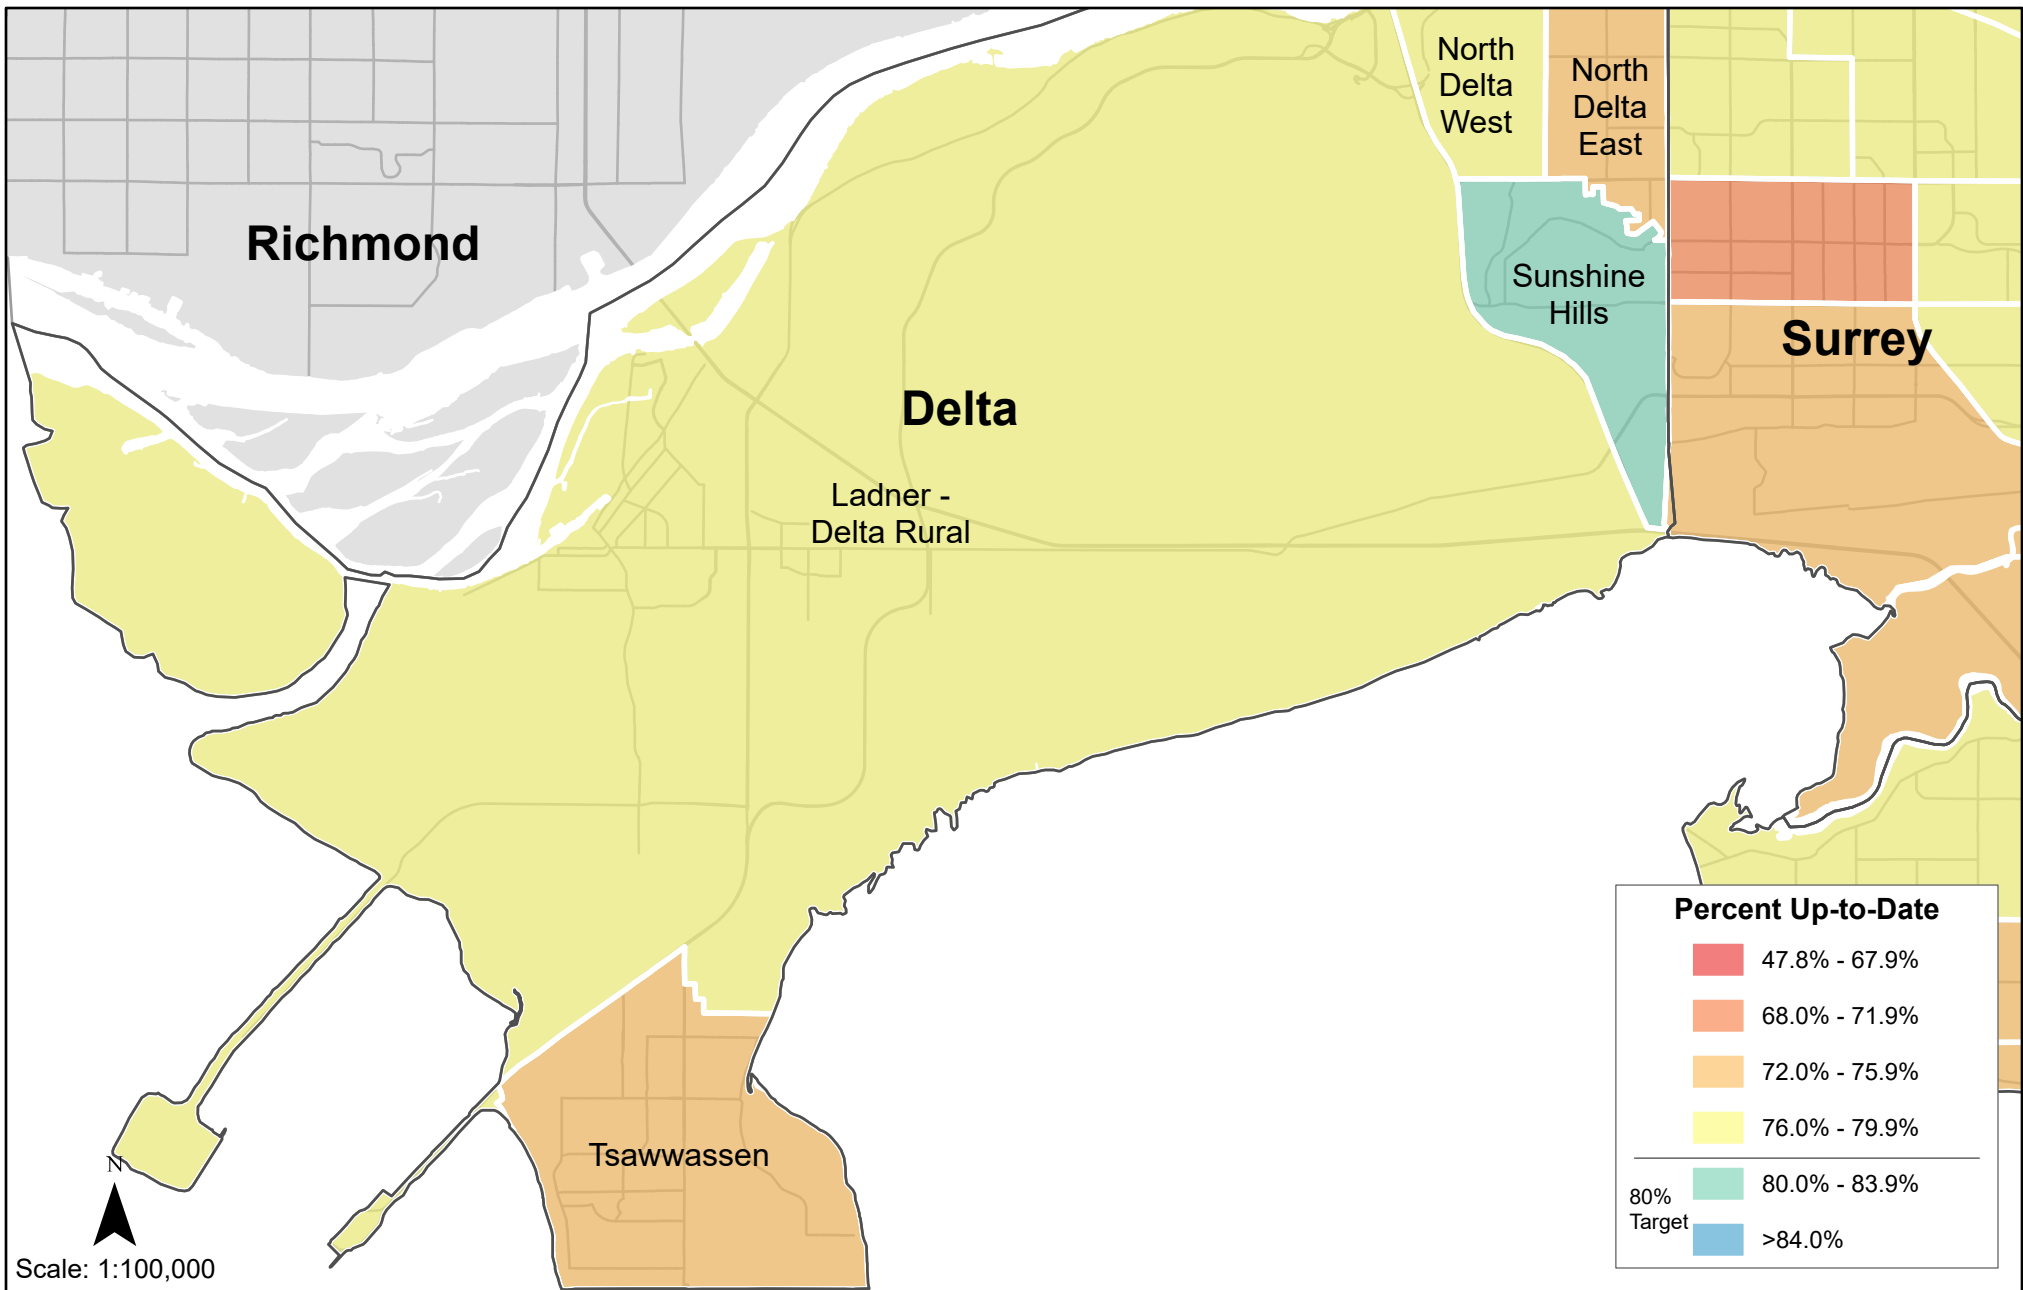 North
Delta
West
North
Delta
East
Richmond
Sunshine
Hills
Surrey
Delta
Ladner -
Delta Rural
Tsawwassen
N
Scale: 1:100,000
Percent Up-to-Date
47.8% - 67.9%
68.0% - 71.9%
72.0% - 75.9%
76.0% - 79.9%
80%
Target
80.0% - 83.9%
>84.0%